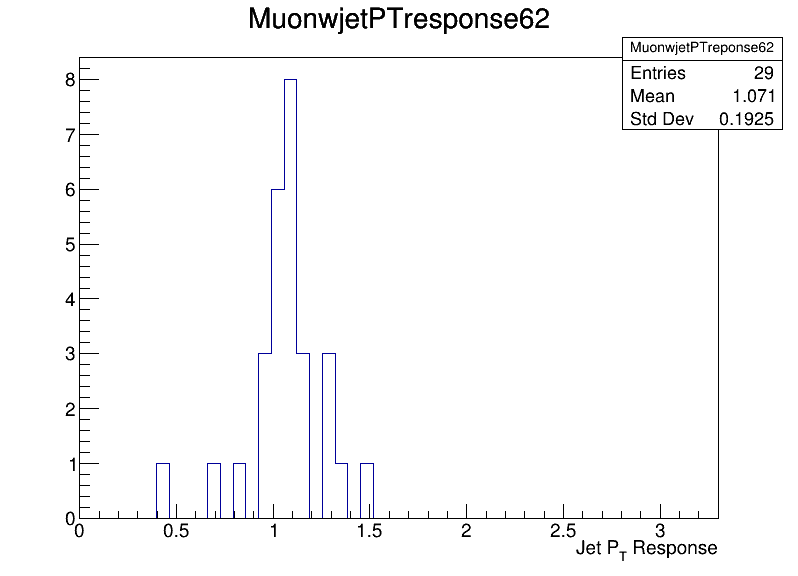 MuonwjetPTresponse62
MuonwjetPTreponse62
Entries 29
Mean 1.071
Std Dev 0.1925
8
7
6
5
4
3
2
1
0
0 0.5 1 1.5 2 2.5 3
Jet PT Response